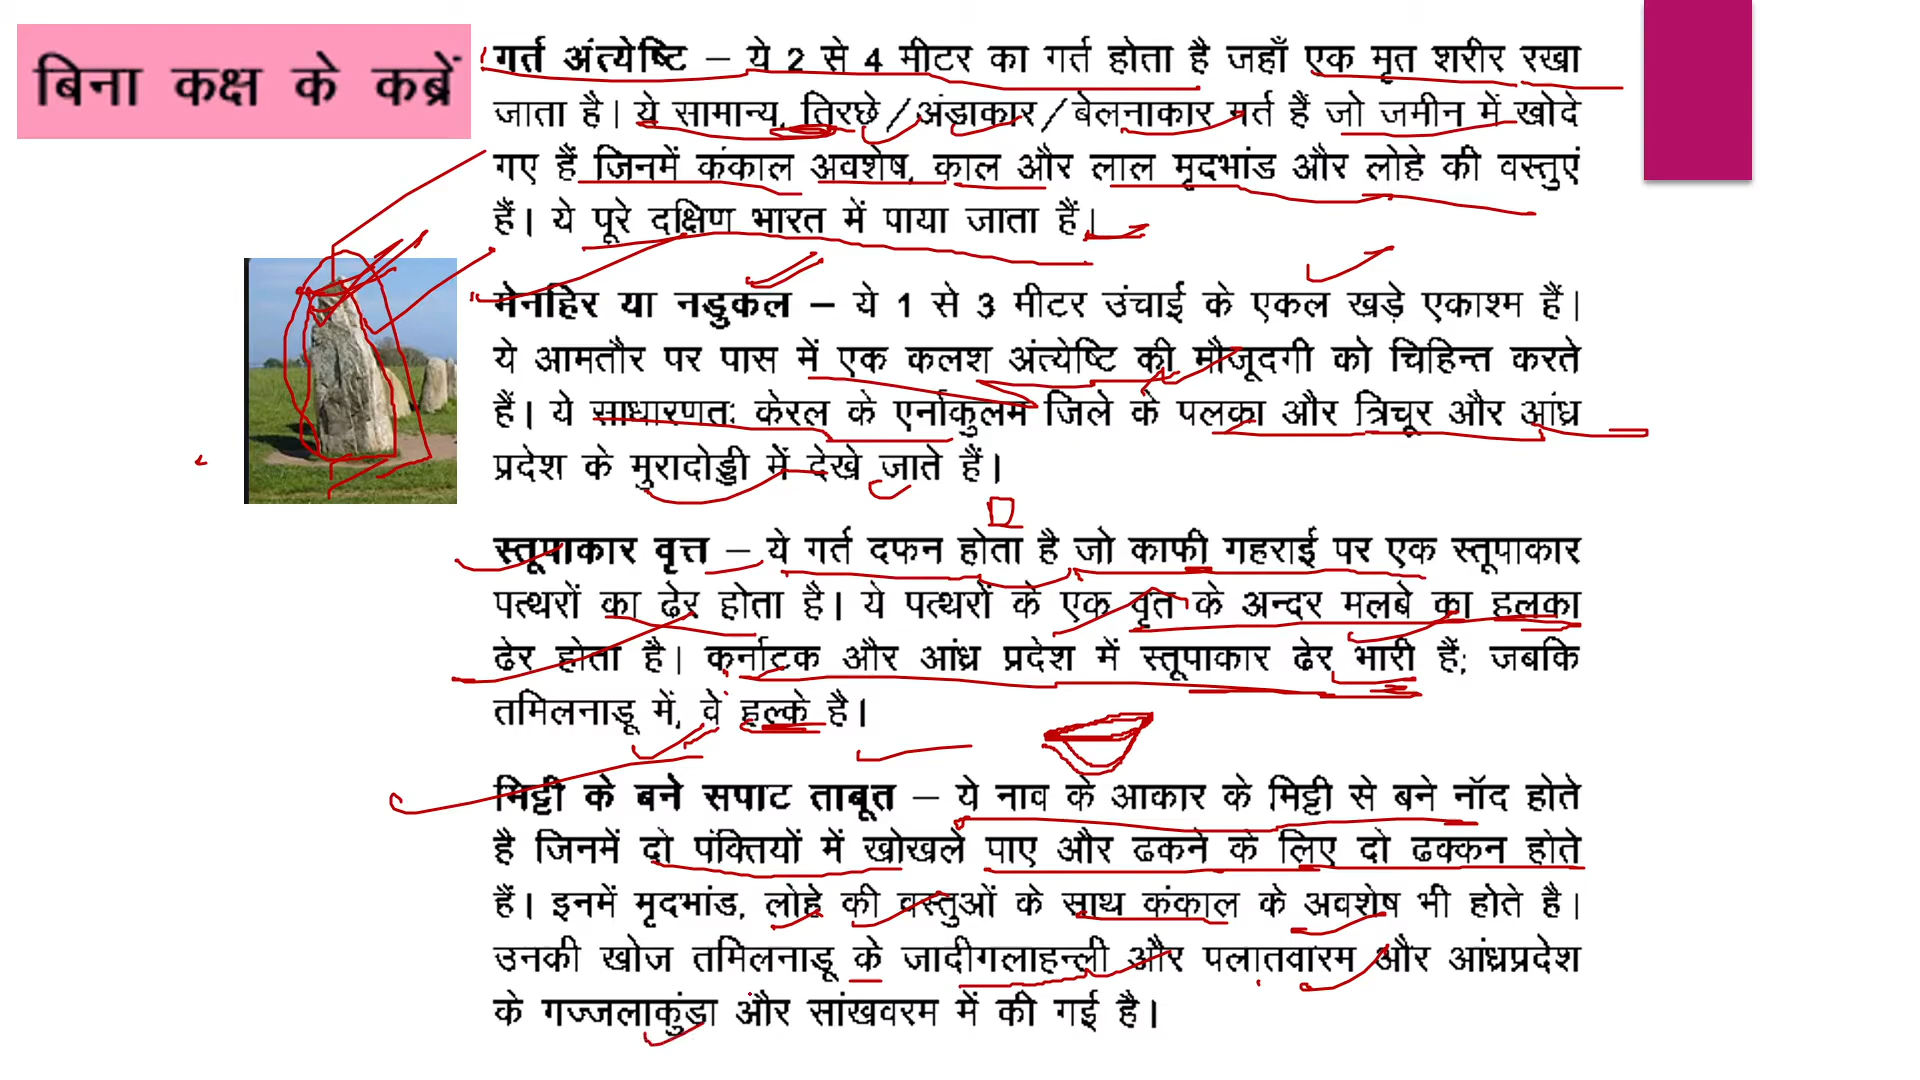 बिना कक्ष के कब्रें
गर्त अंत्येष्टि – ये 2 से 4 मीटर का गर्त होता है जहाँ एक मृत शरीर रखा
जाता है। ये सामान्य, तिरछे/अंडाकार/बेलनाकार गर्त हैं जो जमीन में खोदे
गए हैं जिनमें कंकाल अवशेष, काल और लाल मृदभांड और लोहे की वस्तुएं
हैं। ये पूरे दक्षिण भारत में पाया जाता हैं।
मेनहिर या नडुकल – ये 1 से 3 मीटर उंचाई के एकल खड़े एकाश्म हैं।
ये आमतौर पर पास में एक कलश अंत्येष्टि की मौजूदगी को चिहिन्त करते
हैं। ये साधारणतः केरल के एर्नाकुलम जिले के पलका और त्रिचूर और आंध्र
प्रदेश के मुरादोड्डी में देखे जाते हैं।
स्तूपाकार वृत्त – ये गर्त दफन होता है जो काफी गहराई पर एक स्तूपाकार
पत्थरों का ढेर होता है। ये पत्थरों के एक वृत के अन्दर मलबे का हलका
ढेर होता है। कर्नाटक और आंध्र प्रदेश में स्तूपाकार ढेर भारी हैं; जबकि
तमिलनाडू में, वे हल्के है।
मिट्टी के बने सपाट ताबूत – ये नाव के आकार के मिट्टी से बने नॉद होते
है जिनमें दो पंक्तियों में खोखले पाए और ढकने के लिए दो ढक्कन होते
हैं। इनमें मृदभांड, लोहे की वस्तुओं के साथ कंकाल के अवशेष भी होते है।
उनकी खोज तमिलनाडू के जादीगलाहन्ली और पलातवारम और आंध्रप्रदेश
के गज्जलाकुंडा और सांखवरम में की गई है।